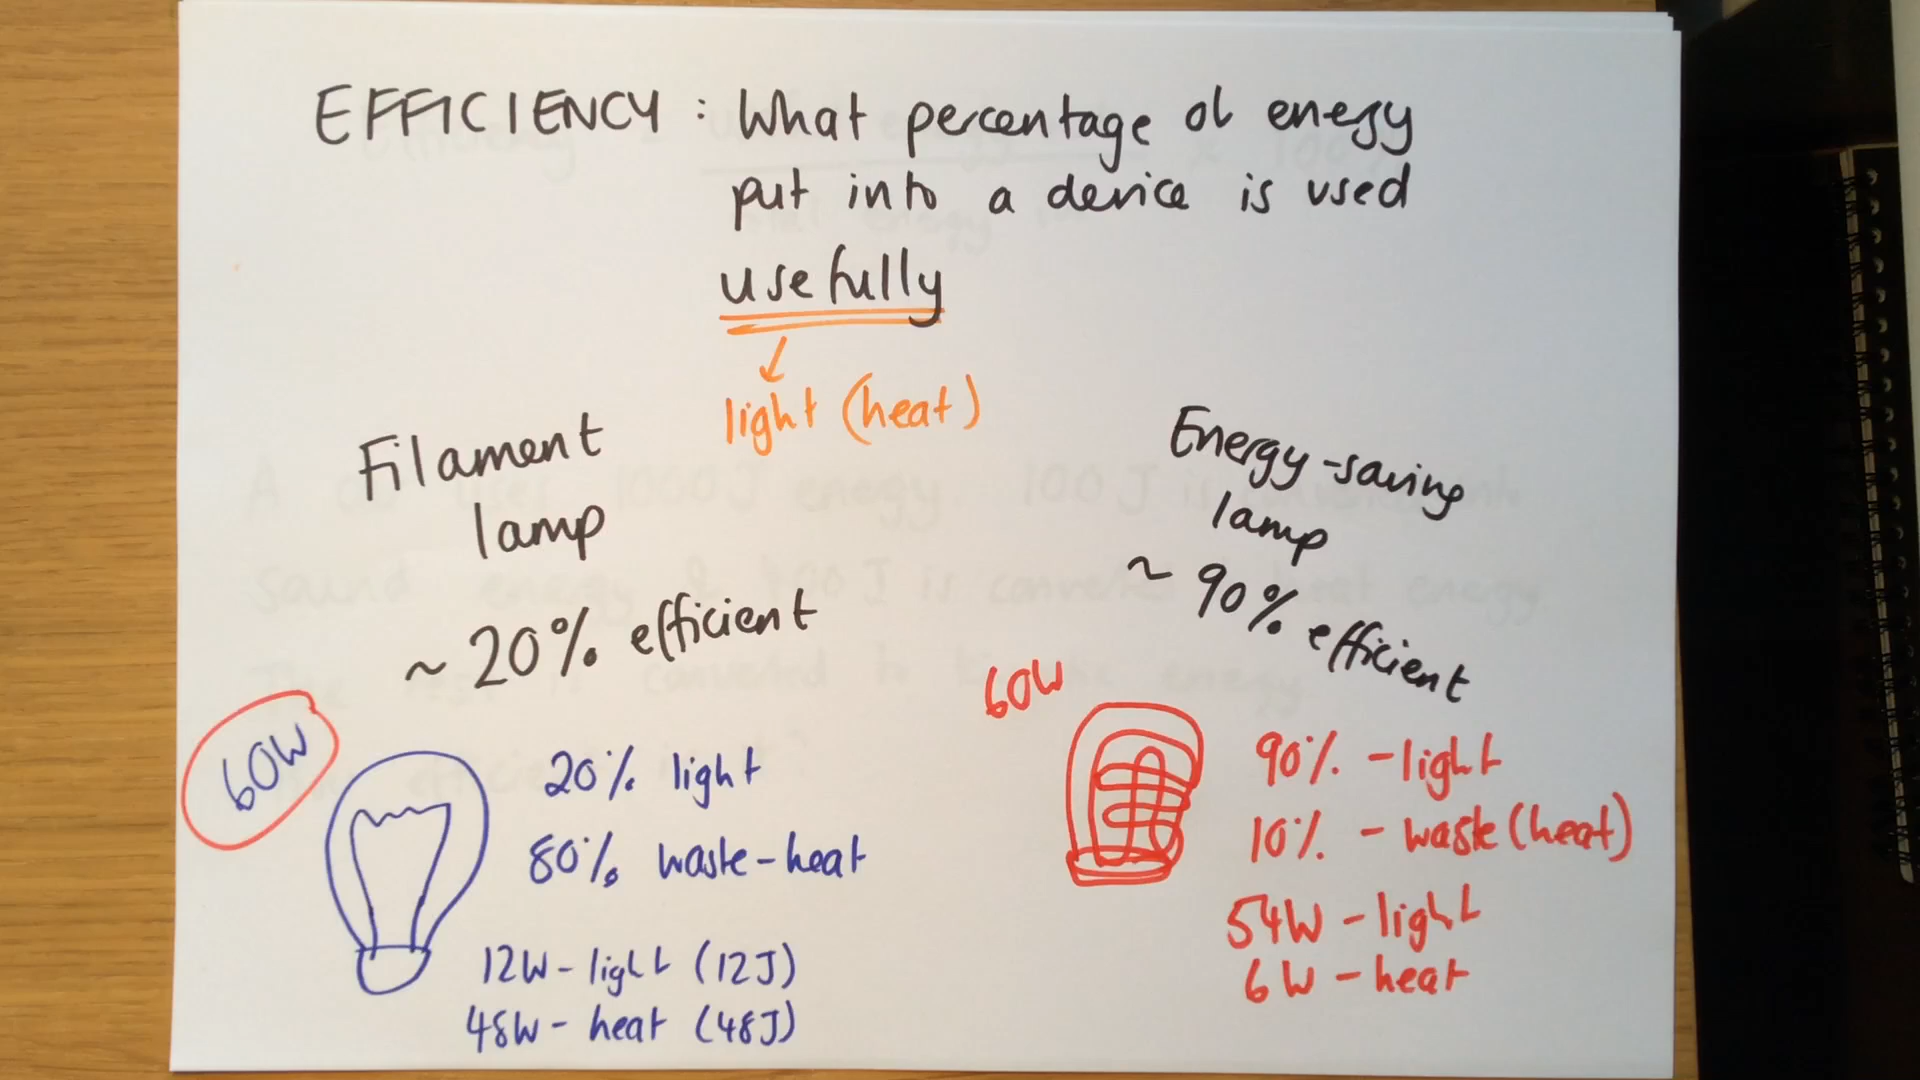 EFFICIENCY : What percentage of energy
put into a device is used
usefully
light (heat)
Filament
lamp
~ 20% efficient
60W
20% light
80% waste-heat
12W - light (12J)
48W - heat (48J)
Energy-saving
lamp
~ 90% efficient
60W
90% - light
10% - waste (heat)
54W - light
6W - heat